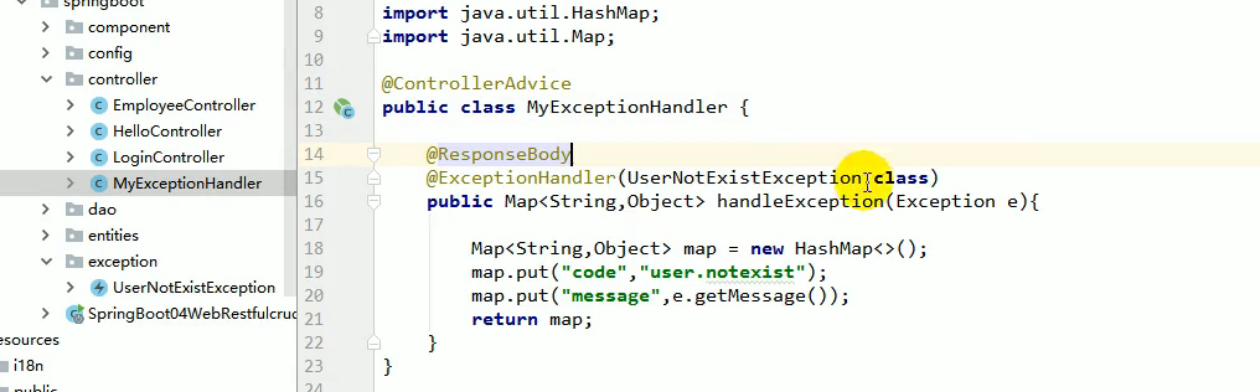 springboot
component
config
controller
EmployeeController
HelloController
LoginController
MyExceptionHandler
dao
entities
exception
UserNotExistException
SpringBoot04WebRestfulcruc
esources
i18n
public
8 import java.util.HashMap;
9 import java.util.Map;
10
11 @ControllerAdvice
12 public class MyExceptionHandler {
13
14 @ResponseBody
15 @ExceptionHandler(UserNotExistException.class)
16 public Map<String,Object> handleException(Exception e){
17
18 Map<String,Object> map = new HashMap<>();
19 map.put("code","user.notexist");
20 map.put("message",e.getMessage());
21 return map;
22 }
23 }
24